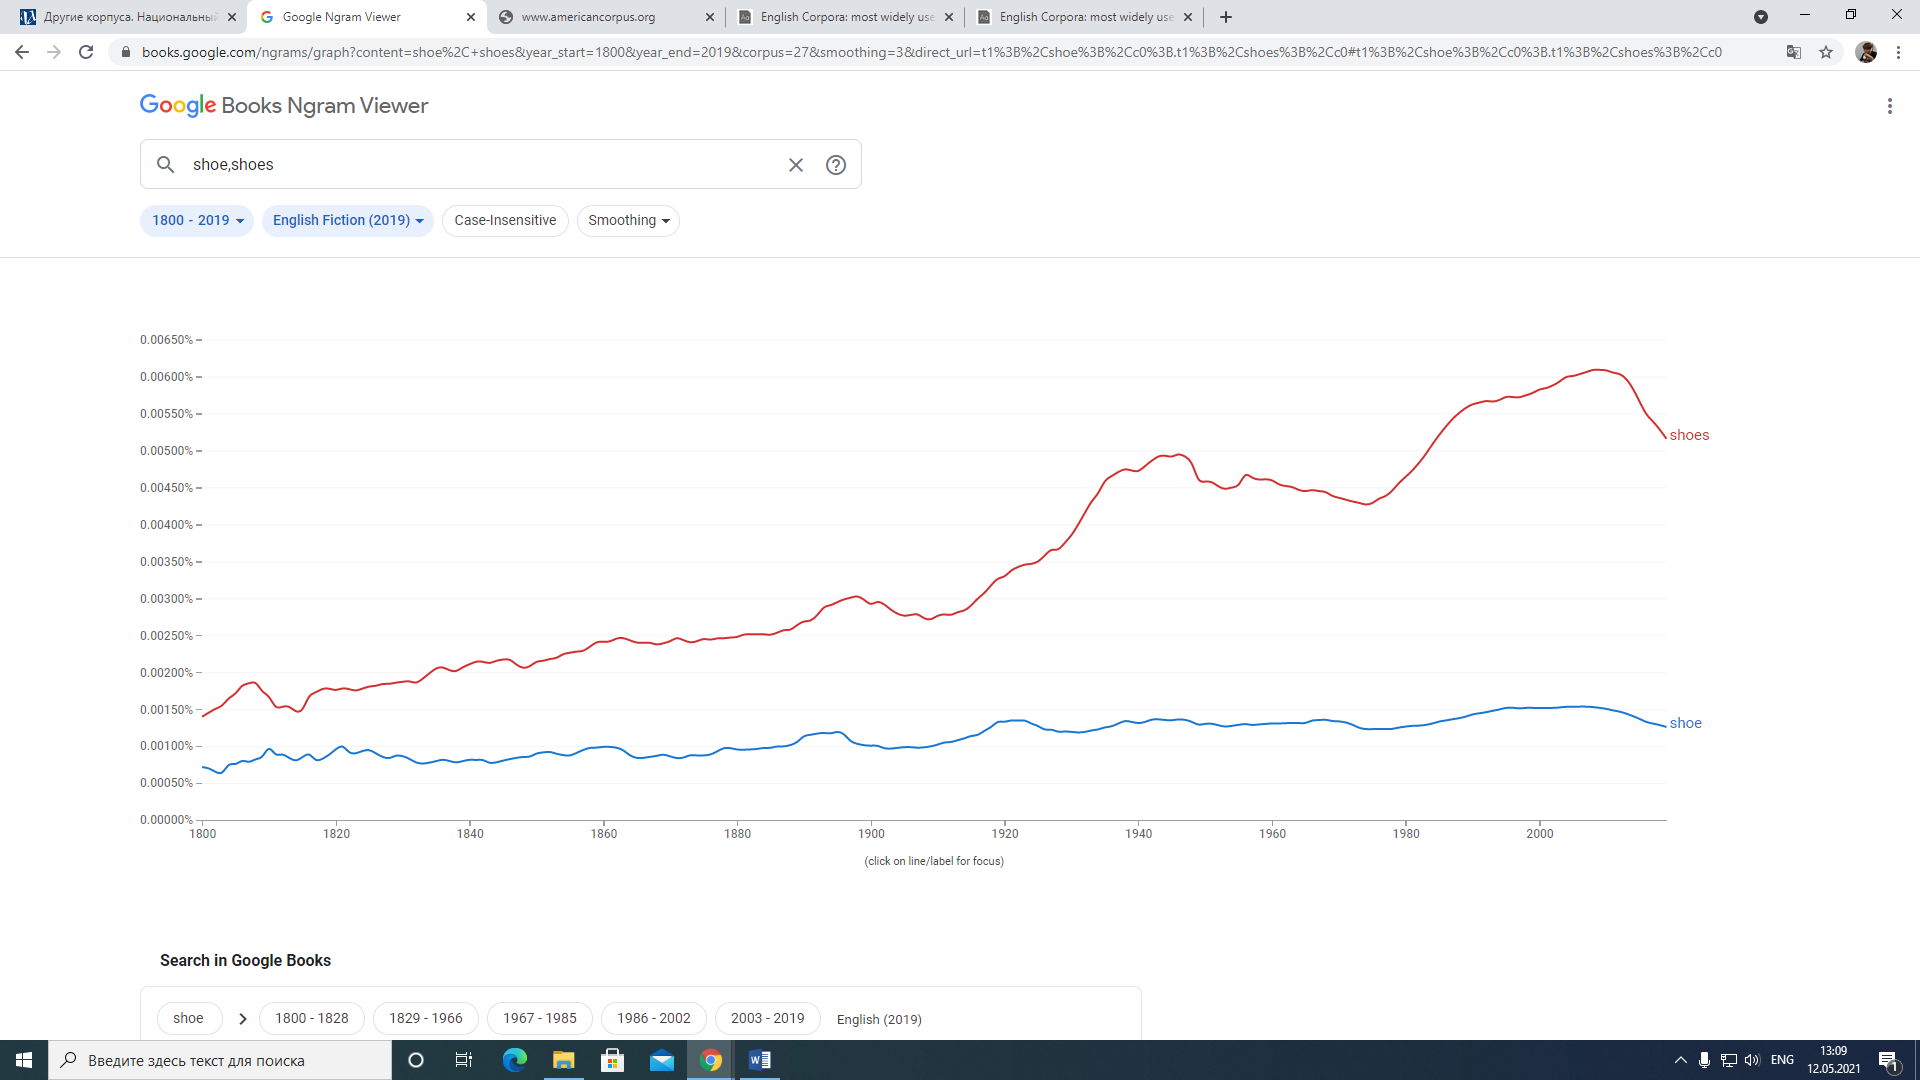 Другие корпуса. Национальный
Google Ngram Viewer
www.americancorpus.org
English Corpora: most widely use
English Corpora: most widely use
books.google.com/ngrams/graph?content=shoe%2C+shoes&year_start=1800&year_end=2019&corpus=27&smoothing=3&direct_url=t1%3B%2Cshoe%3B%2Cc0%3B.t1%3B%2Cshoes%3B%2Cc0#t1%3B%2Cshoe%3B%2Cc0%3B.t1%3B%2Cshoes%3B%2Cc0
Google Books Ngram Viewer
shoe,shoes
1800 - 2019 English Fiction (2019) Case-Insensitive Smoothing
0.00650%
0.00600%
0.00550%
0.00500%
0.00450%
0.00400%
0.00350%
0.00300%
0.00250%
0.00200%
0.00150%
0.00100%
0.00050%
0.00000%
shoes
shoe
1800 1820 1840 1860 1880 1900 1920 1940 1960 1980 2000
(click on line/label for focus)
Search in Google Books
shoe 1800 - 1828 1829 - 1966 1967 - 1985 1986 - 2002 2003 - 2019 English (2019)
Введите здесь текст для поиска
ENG
13:09
12.05.2021
1